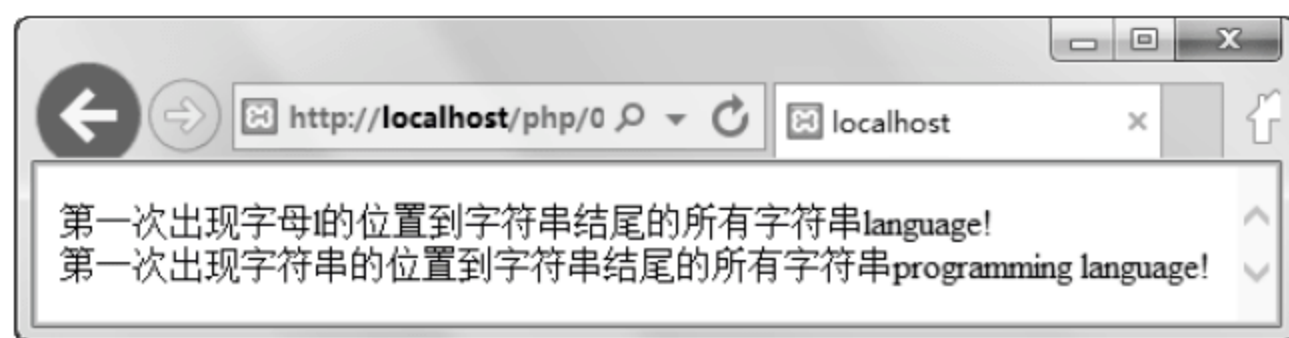 http://localhost/php/0
localhost
第一次出现字母l的位置到字符串结尾的所有字符串language!
第一次出现字符串的位置到字符串结尾的所有字符串programming language!